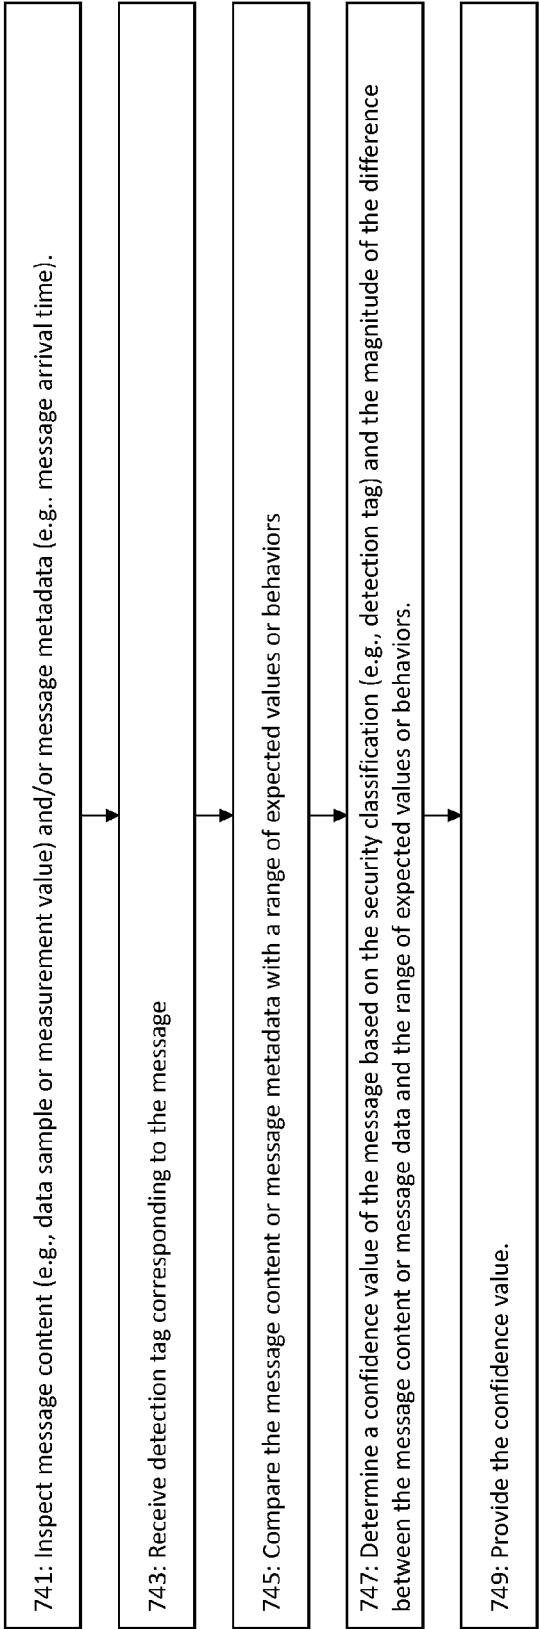 741: Inspect message content (e.g., data sample or measurement value) and/or message metadata (e.g.. message arrival time).
743: Receive detection tag corresponding to the message
745: Compare the message content or message metadata with a range of expected values or behaviors
747: Determine a confidence value of the message based on the security classification (e.g., detection tag) and the magnitude of the difference
between the message content or message data and the range of expected values or behaviors.
749: Provide the confidence value.